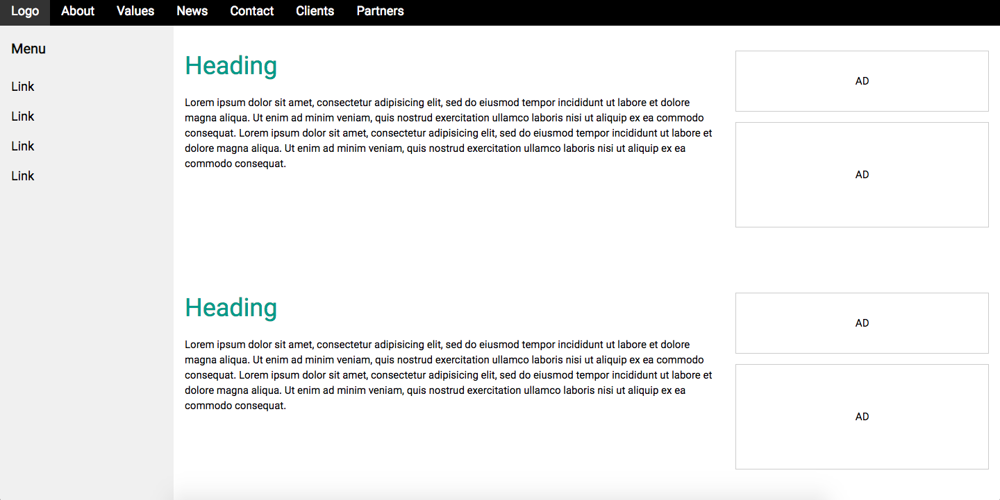 Logo About Values News Contact Clients Partners
Menu
Link
Link
Link
Link
Heading
Lorem ipsum dolor sit amet, consectetur adipisicing elit, sed do eiusmod tempor incididunt ut labore et dolore
magna aliqua. Ut enim ad minim veniam, quis nostrud exercitation ullamco laboris nisi ut aliquip ex ea commodo
consequat. Lorem ipsum dolor sit amet, consectetur adipisicing elit, sed do eiusmod tempor incididunt ut labore et
dolore magna aliqua. Ut enim ad minim veniam, quis nostrud exercitation ullamco laboris nisi ut aliquip ex ea
commodo consequat.
AD
AD
Heading
Lorem ipsum dolor sit amet, consectetur adipisicing elit, sed do eiusmod tempor incididunt ut labore et dolore
magna aliqua. Ut enim ad minim veniam, quis nostrud exercitation ullamco laboris nisi ut aliquip ex ea commodo
consequat. Lorem ipsum dolor sit amet, consectetur adipisicing elit, sed do eiusmod tempor incididunt ut labore et
dolore magna aliqua. Ut enim ad minim veniam, quis nostrud exercitation ullamco laboris nisi ut aliquip ex ea
commodo consequat.
AD
AD